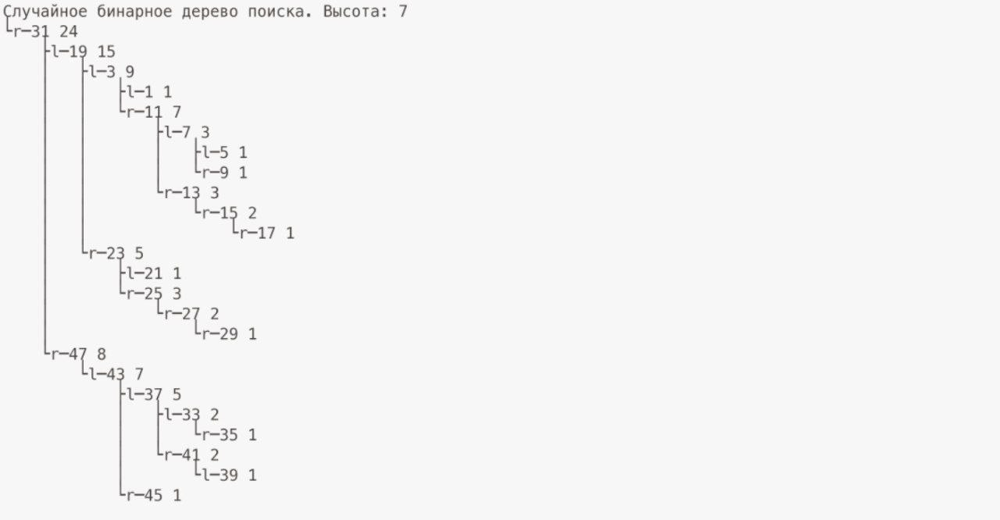 Случайное бинарное дерево поиска. Высота: 7
└r─31 24
    ├l─19 15
    │   ├l─3 9
    │   │   ├l─1 1
    │   │   └r─11 7
    │   │       ├l─7 3
    │   │       │   ├l─5 1
    │   │       │   └r─9 1
    │   │       └r─13 3
    │   │           └r─15 2
    │   │               └r─17 1
    │   └r─23 5
    │       ├l─21 1
    │       └r─25 3
    │           └r─27 2
    │               └r─29 1
    └r─47 8
        └l─43 7
            ├l─37 5
            │   ├l─33 2
            │   │   └r─35 1
            │   └r─41 2
            │       └l─39 1
            └r─45 1